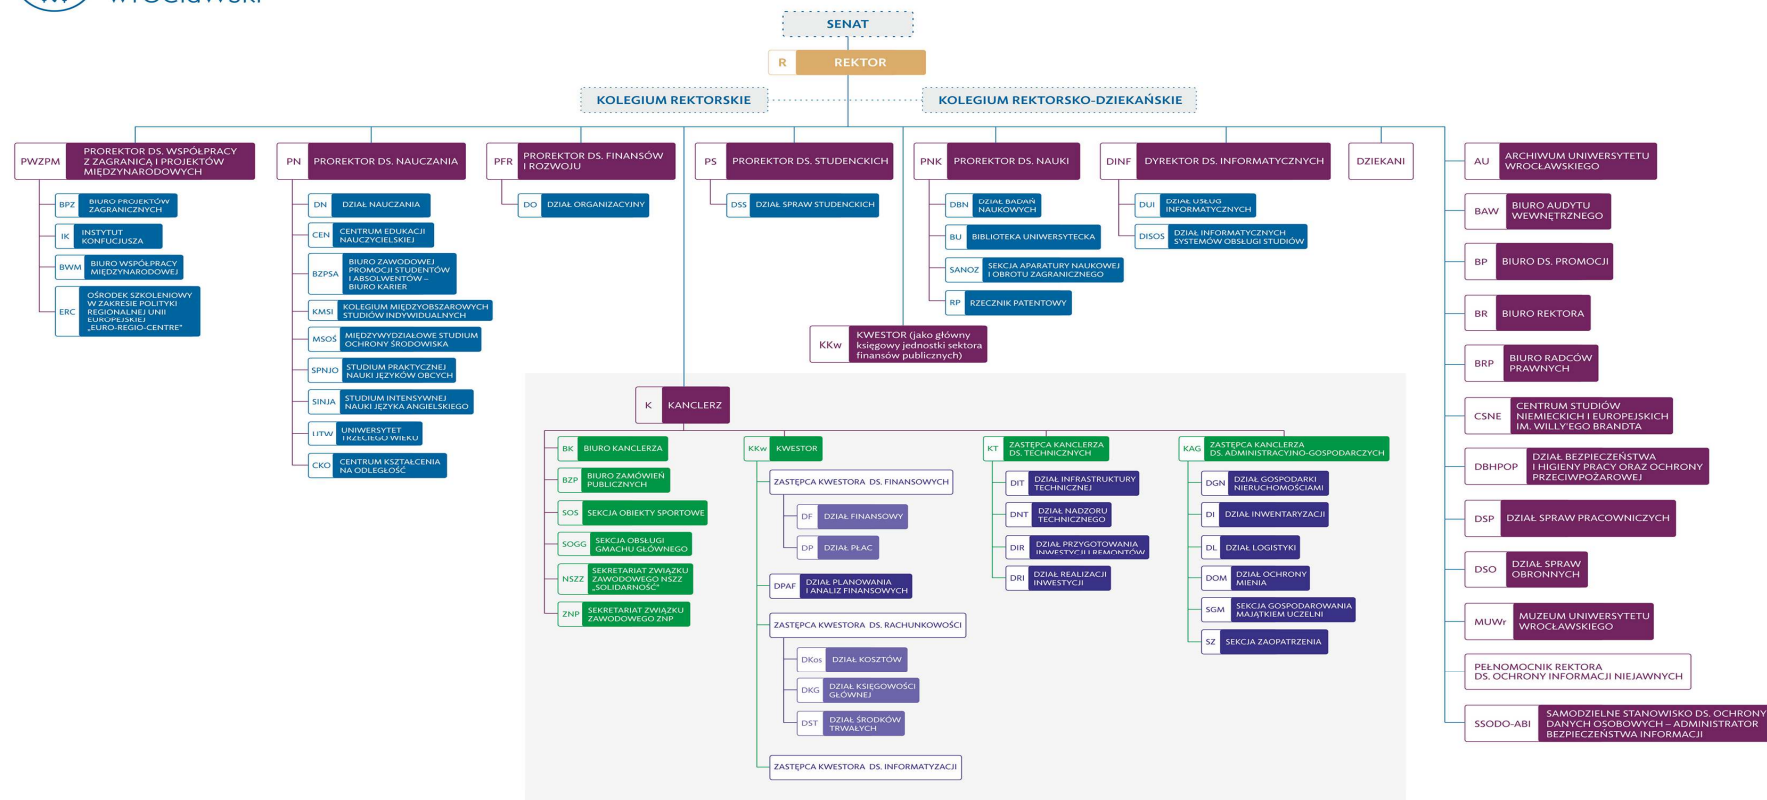 WROCŁAWSKI
SENAT
R REKTOR
KOLEGIUM REKTORSKIE
KOLEGIUM REKTORSKO-DZIEKAŃSKIE
PWZPM
PROREKTOR DS. WSPÓŁPRACY
Z ZAGRANICĄ I PROJEKTÓW
MIĘDZYNARODOWYCH
BPZ
BIURO PROJEKTÓW
ZAGRANICZNYCH
IK
INSTYTUT
KONFUCJUSZA
BWM
BIURO WSPÓŁPRACY
MIĘDZYNARODOWEJ
ERC
OŚRODEK SZKOLENIOWY
W ZAKRESIE POLITYKI
REGIONALNEJ UNII
EUROPEJSKIEJ
„EURO-REGIO-CENTRE"
PN PROREKTOR DS. NAUCZANIA
DN DZIAŁ NAUCZANIA
CEN
CENTRUM EDUKACJI
NAUCZYCIELSKIEJ
BZPSA
BIURO ZAWODOWEJ
PROMOCJI STUDENTÓW
I ABSOLWENTÓW –
BIURO KARIER
KMSI
KOLEGIUM MIĘDZYOBSZAROWYCH
STUDIÓW INDYWIDUALNYCH
MSOŚ
MIĘDZYWYDZIAŁOWE STUDIUM
OCHRONY ŚRODOWISKA
SPNJO
STUDIUM PRAKTYCZNEJ
NAUKI JĘZYKÓW OBCYCH
SINJA
STUDIUM INTENSYWNEJ
NAUKI JĘZYKA ANGIELSKIEGO
UTW
UNIWERSYTET
TRZECIEGO WIEKU
CKO
CENTRUM KSZTAŁCENIA
NA ODLEGŁOŚĆ
PFR
PROREKTOR DS. FINANSÓW
I ROZWOJU
DO DZIAŁ ORGANIZACYJNY
PS PROREKTOR DS. STUDENCKICH
DSS DZIAŁ SPRAW STUDENCKICH
PNK PROREKTOR DS. NAUKI
DBN
DZIAŁ BADAŃ
NAUKOWYCH
BU BIBLIOTEKA UNIWERSYTECKA
SANOZ
SEKCJA APARATURY NAUKOWEJ
I OBROTU ZAGRANICZNEGO
RP RZECZNIK PATENTOWY
DINF DYREKTOR DS. INFORMATYCZNYCH
DUI
DZIAŁ USŁUG
INFORMATYCZNYCH
DISOS
DZIAŁ INFORMATYCZNYCH
SYSTEMÓW OBSŁUGI STUDIÓW
DZIEKANI
KKw
KWESTOR (jako główny
księgowy jednostki sektora
finansów publicznych)
K KANCLERZ
BK BIURO KANCLERZA
BZP
BIURO ZAMÓWIEŃ
PUBLICZNYCH
SOS SEKCJA OBIEKTY SPORTOWE
SOGG
SEKCJA OBSŁUGI
GMACHU GŁÓWNEGO
NSZZ
SEKRETARIAT ZWIĄZKU
ZAWODOWEGO NSZZ
„SOLIDARNOŚĆ"
ZNP
SEKRETARIAT ZWIĄZKU
ZAWODOWEGO ZNP
KKw KWESTOR
ZASTĘPCA KWESTORA DS. FINANSOWYCH
DF DZIAŁ FINANSOWY
DP DZIAŁ PŁAC
DPAF
DZIAŁ PLANOWANIA
I ANALIZ FINANSOWYCH
ZASTĘPCA KWESTORA DS. RACHUNKOWOŚCI
DKos DZIAŁ KOSZTÓW
DKG
DZIAŁ KSIĘGOWOŚCI
GŁÓWNEJ
DST
DZIAŁ ŚRODKÓW
TRWAŁYCH
ZASTĘPCA KWESTORA DS. INFORMATYZACJI
KT
ZASTĘPCA KANCLERZA
DS. TECHNICZNYCH
DIT
DZIAŁ INFRASTRUKTURY
TECHNICZNEJ
DNT
DZIAŁ NADZORU
TECHNICZNEGO
DIR
DZIAŁ PRZYGOTOWANIA
INWESTYCJI I REMONTÓW
DRI
DZIAŁ REALIZACJI
INWESTYCJI
KAG
ZASTĘPCA KANCLERZA
DS. ADMINISTRACYJNO-GOSPODARCZYCH
DGN
DZIAŁ GOSPODARKI
NIERUCHOMOŚCIAMI
DI DZIAŁ INWENTARYZACJI
DL DZIAŁ LOGISTYKI
DOM
DZIAŁ OCHRONY
MIENIA
SGM
SEKCJA GOSPODAROWANIA
MAJĄTKIEM UCZELNI
SZ SEKCJA ZAOPATRZENIA
AU
ARCHIWUM UNIWERSYTETU
WROCŁAWSKIEGO
BAW
BIURO AUDYTU
WEWNĘTRZNEGO
BP BIURO DS. PROMOCJI
BR BIURO REKTORA
BRP
BIURO RADCÓW
PRAWNYCH
CSNE
CENTRUM STUDIÓW
NIEMIECKICH I EUROPEJSKICH
IM. WILLY'EGO BRANDTA
DBHPOP
DZIAŁ BEZPIECZEŃSTWA
I HIGIENY PRACY ORAZ OCHRONY
PRZECIWPOŻAROWEJ
DSP DZIAŁ SPRAW PRACOWNICZYCH
DSO
DZIAŁ SPRAW
OBRONNYCH
MUWr
MUZEUM UNIWERSYTETU
WROCŁAWSKIEGO
PEŁNOMOCNIK REKTORA
DS. OCHRONY INFORMACJI NIEJAWNYCH
SSODO-ABI
SAMODZIELNE STANOWISKO DS. OCHRONY
DANYCH OSOBOWYCH – ADMINISTRATOR
BEZPIECZEŃSTWA INFORMACJI